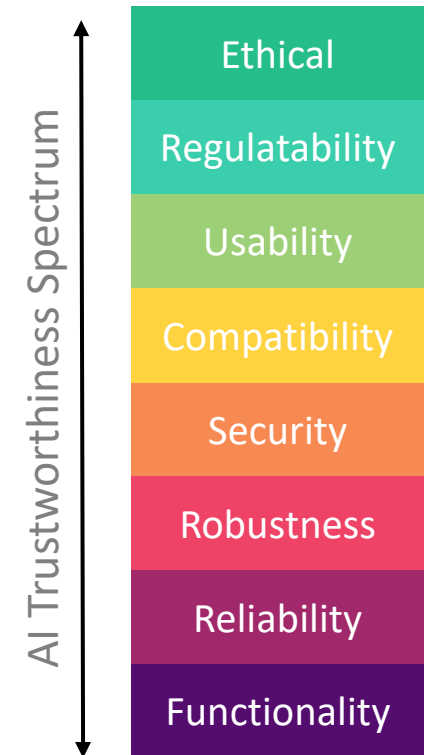 AI Trustworthiness Spectrum
Ethical
Regulatability
Usability
Compatibility
Security
Robustness
Reliability
Functionality